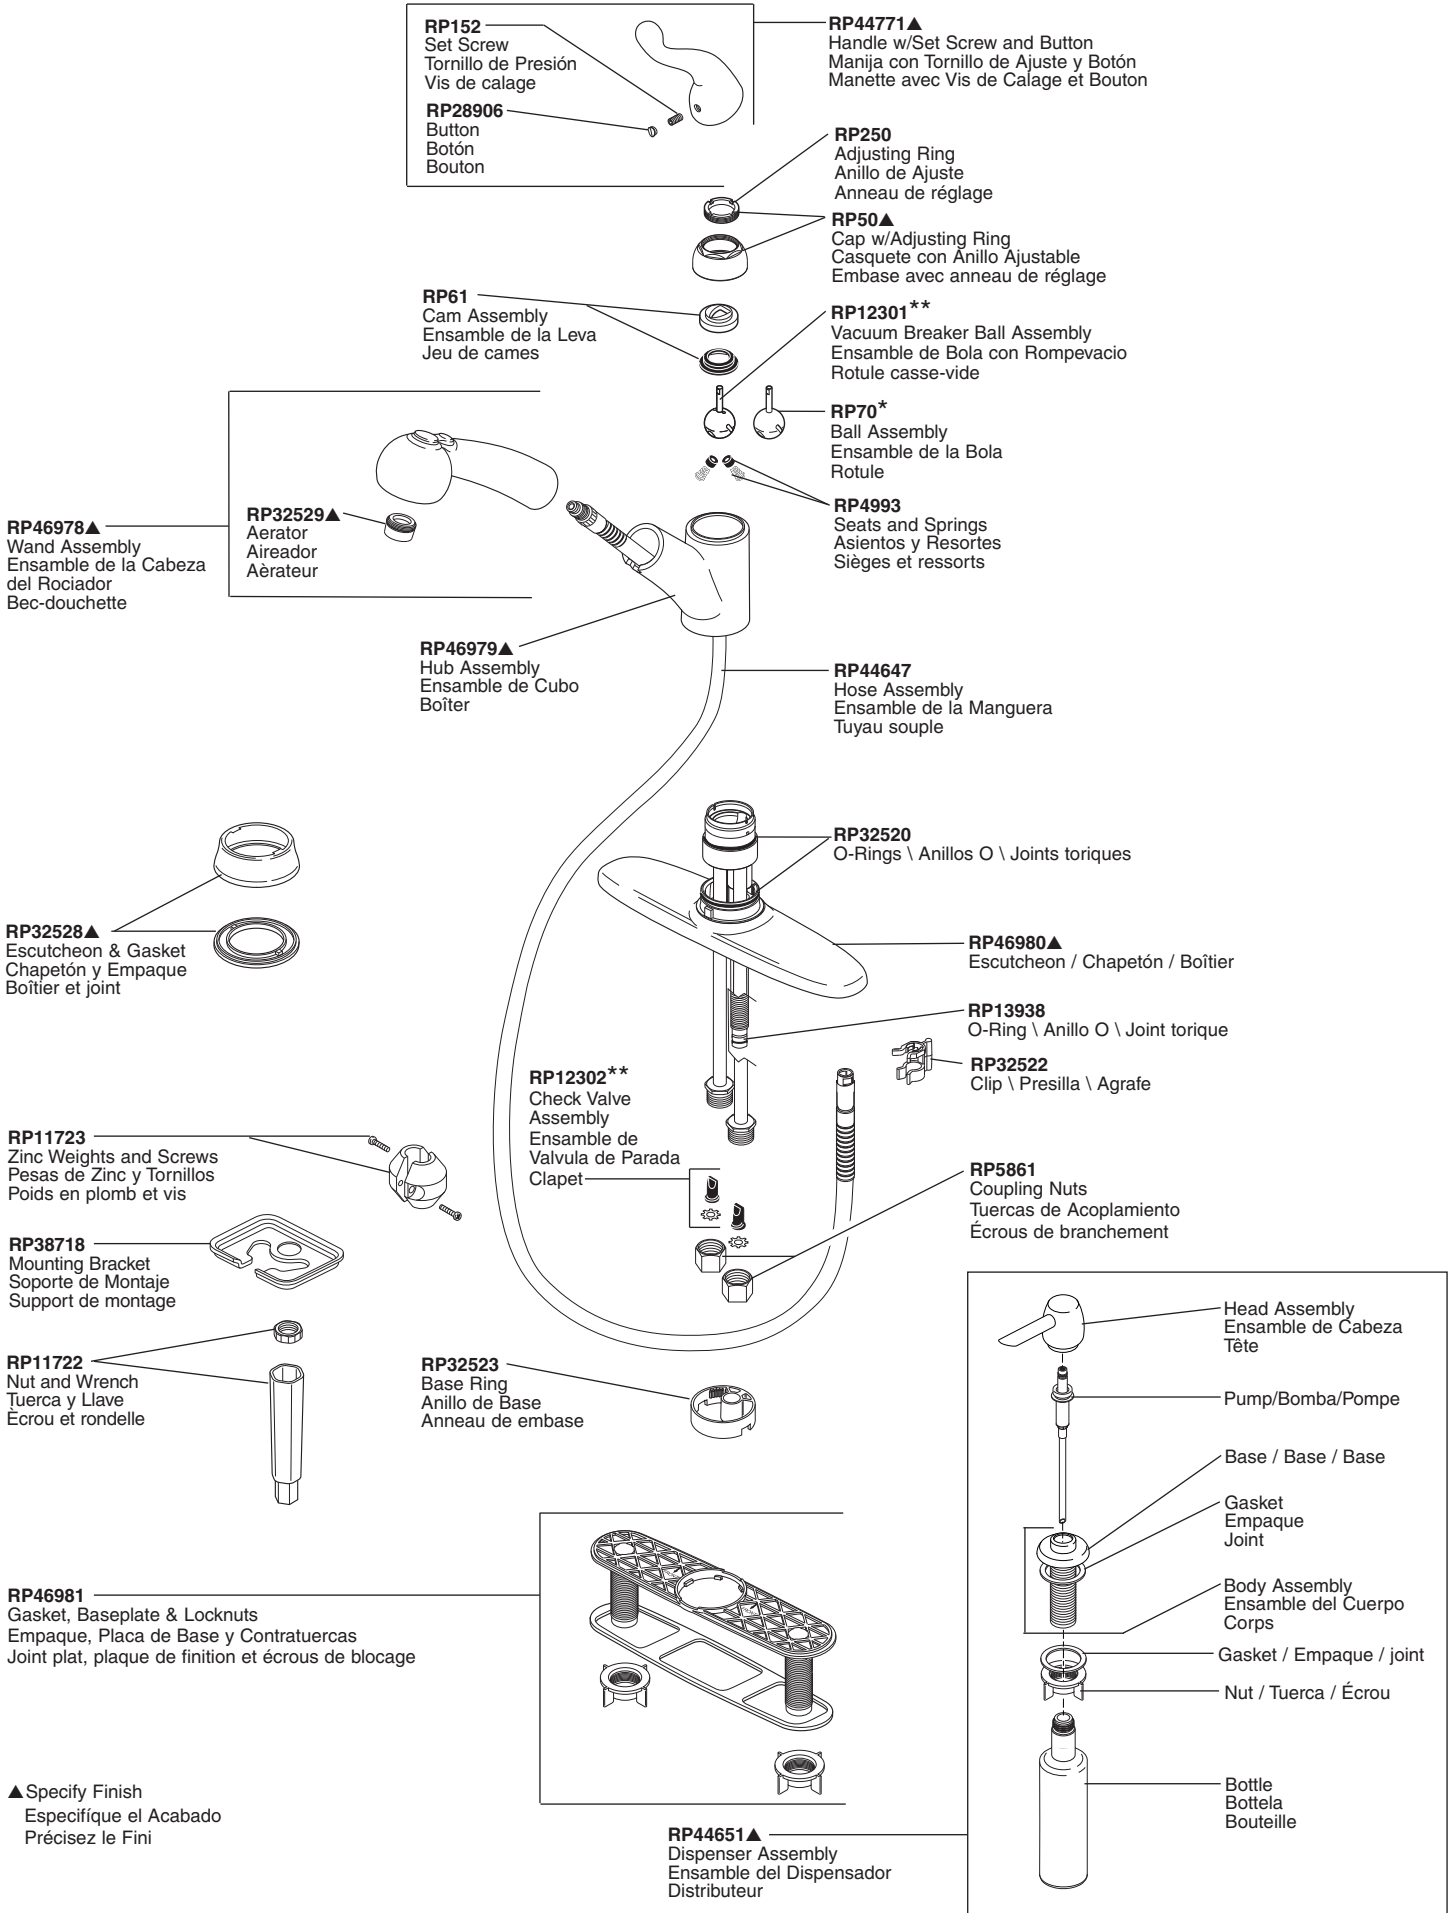 RP152
Set Screw
Tornillo de Presión
Vis de calage
RP28906
Button
Botón
Bouton
RP44771▲
Handle w/Set Screw and Button
Manija con Tornillo de Ajuste y Botón
Manette avec Vis de Calage et Bouton
RP250
Adjusting Ring
Anillo de Ajuste
Anneau de réglage
RP50▲
Cap w/Adjusting Ring
Casquete con Anillo Ajustable
Embase avec anneau de réglage
RP61
Cam Assembly
Ensamble de la Leva
Jeu de cames
RP12301**
Vacuum Breaker Ball Assembly
Ensamble de Bola con Rompevacio
Rotule casse-vide
RP70*
Ball Assembly
Ensamble de la Bola
Rotule
RP4993
Seats and Springs
Asientos y Resortes
Sièges et ressorts
RP46978▲
Wand Assembly
Ensamble de la Cabeza
del Rociador
Bec-douchette
RP32529▲
Aerator
Aireador
Aèrateur
RP46979▲
Hub Assembly
Ensamble de Cubo
Boîter
RP44647
Hose Assembly
Ensamble de la Manguera
Tuyau souple
RP32520
O-Rings \ Anillos O \ Joints toriques
RP32528▲
Escutcheon & Gasket
Chapetón y Empaque
Boîtier et joint
RP46980▲
Escutcheon / Chapetón / Boîtier
RP13938
O-Ring \ Anillo O \ Joint torique
RP32522
Clip \ Presilla \ Agrafe
RP12302**
Check Valve
Assembly
Ensamble de
Valvula de Parada
Clapet
RP11723
Zinc Weights and Screws
Pesas de Zinc y Tornillos
Poids en plomb et vis
RP5861
Coupling Nuts
Tuercas de Acoplamiento
Écrous de branchement
RP38718
Mounting Bracket
Soporte de Montaje
Support de montage
RP11722
Nut and Wrench
Tuerca y Llave
Ècrou et rondelle
RP32523
Base Ring
Anillo de Base
Anneau de embase
Head Assembly
Ensamble de Cabeza
Tête
Pump/Bomba/Pompe
Base / Base / Base
Gasket
Empaque
Joint
Body Assembly
Ensamble del Cuerpo
Corps
Gasket / Empaque / joint
Nut / Tuerca / Écrou
Bottle
Bottela
Bouteille
RP46981
Gasket, Baseplate & Locknuts
Empaque, Placa de Base y Contratuercas
Joint plat, plaque de finition et écrous de blocage
▲Specify Finish
Especifíque el Acabado
Précisez le Fini
RP44651▲
Dispenser Assembly
Ensamble del Dispensador
Distributeur